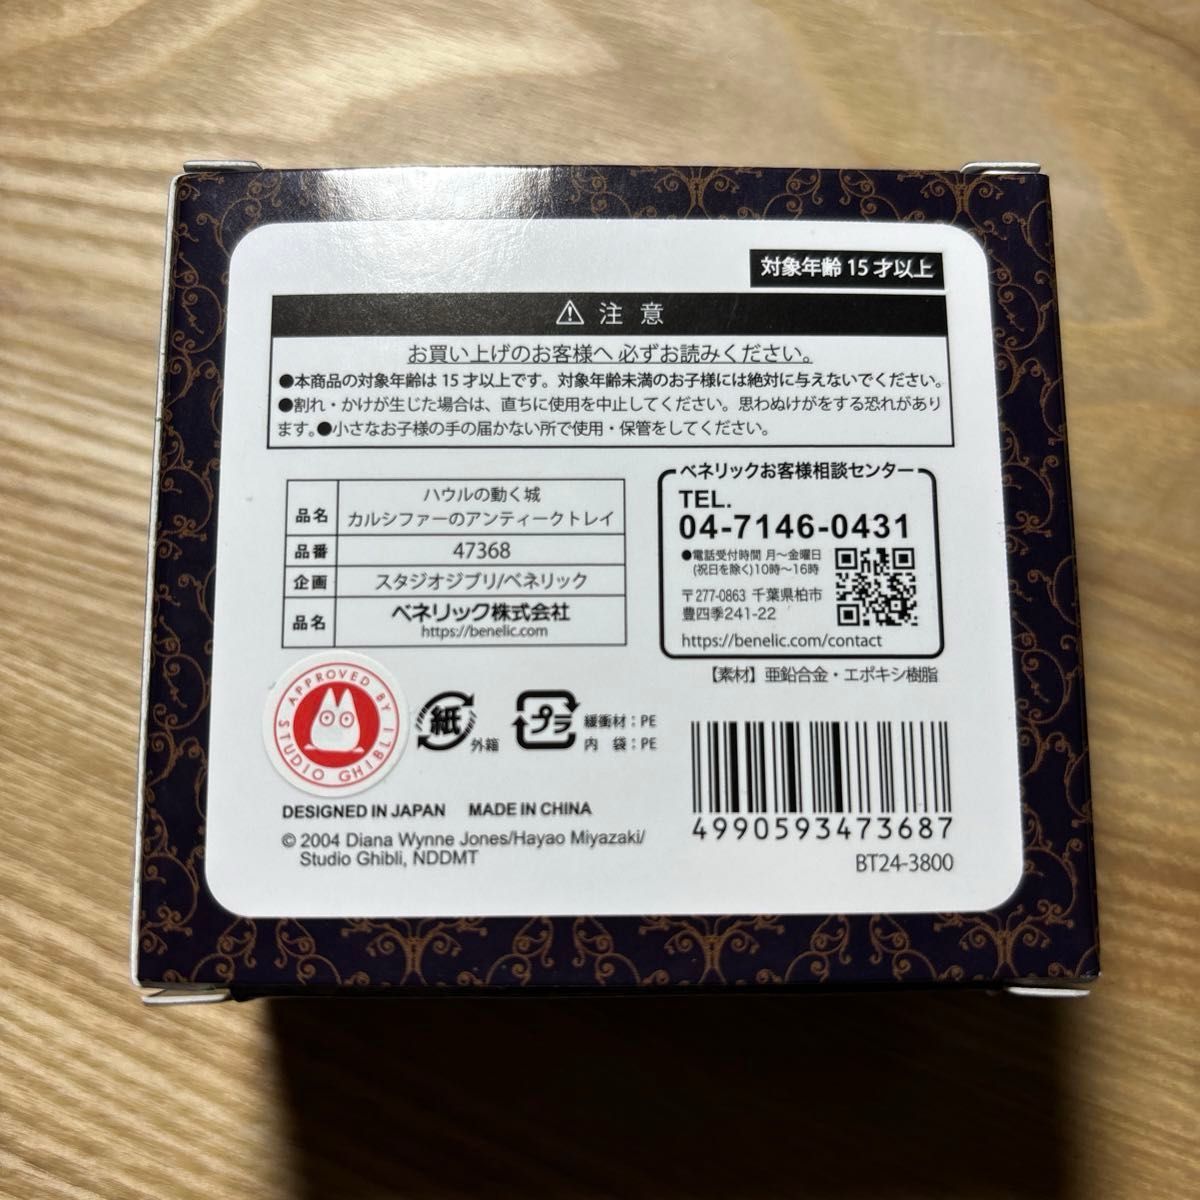 対象年齢 15 才以上
⚠ 注 意
お買い上げのお客様へ 必ずお読みください。
●本商品の対象年齢は 15 才以上です。対象年齢未満のお子様には絶対に与えないでください。
●割れ・かけが生じた場合は、直ちに使用を中止してください。思わぬけがをする恐れがあり
ます。●小さなお子様の手の届かない所で使用・保管をしてください。
品名
ハウルの動く城
カルシファーのアンティークトレイ
品番
47368
企画
スタジオジブリ/ベネリック
品名
ベネリック株式会社
https://benelic.com
ベネリックお客様相談センター
TEL.
04-7146-0431
●電話受付時間 月~金曜日
(祝日を除く)10時~16時
〒277-0863 千葉県柏市
豊四季241-22
https://benelic.com/contact
【素材】亜鉛合金・エポキシ樹脂
APPROVED BY
STUDIO GHIBLI
紙
外箱
プラ
緩衝材:PE
内 袋:PE
DESIGNED IN JAPAN MADE IN CHINA
© 2004 Diana Wynne Jones/Hayao Miyazaki/
Studio Ghibli, NDDMT
4990593473687
BT24-3800